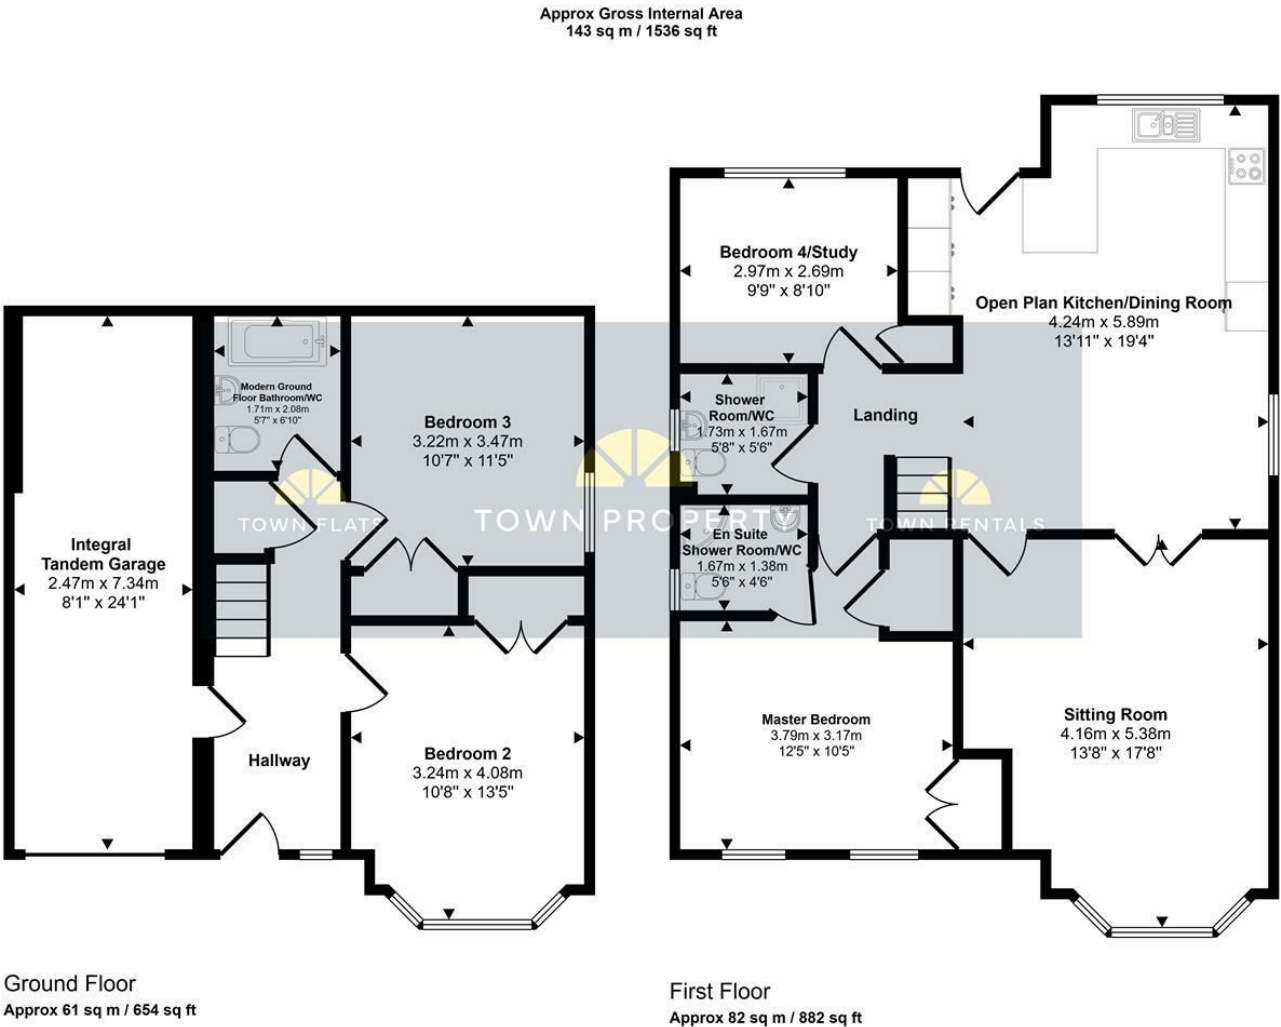 Approx Gross Internal Area
143 sq m / 1536 sq ft
Bedroom 4/Study
2.97m x 2.69m
9'9" x 8'10"
Open Plan Kitchen/Dining Room
4.24m x 5.89m
13'11" x 19'4"
Modern Ground
Floor Bathroom/WC
1.71m x 2.08m
5'7" x 6'10"
Bedroom 3
3.22m x 3.47m
10'7" x 11'5"
Shower
Room/WC
1.73m x 1.67m
5'8" x 5'6"
Landing
TOWN FLATS
TOWN PROPERTY
TOWN RENTALS
Integral
Tandem Garage
2.47m x 7.34m
8'1" x 24'1"
En Suite
Shower Room/WC
1.67m x 1.38m
5'6" x 4'6"
Hallway
Bedroom 2
3.24m x 4.08m
10'8" x 13'5"
Master Bedroom
3.79m x 3.17m
12'5" x 10'5"
Sitting Room
4.16m x 5.38m
13'8" x 17'8"
Ground Floor
Approx 61 sq m / 654 sq ft
First Floor
Approx 82 sq m / 882 sq ft